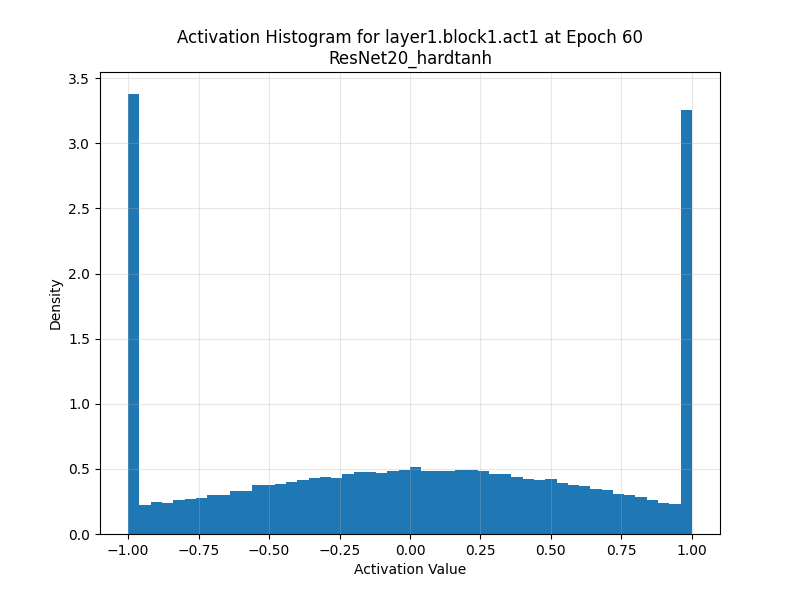 Activation Histogram for layer1.block1.act1 at Epoch 60
ResNet20_hardtanh
3.5
3.0
2.5
2.0
1.5
1.0
0.5
0.0
Density
−1.00 −0.75 −0.50 −0.25 0.00 0.25 0.50 0.75 1.00
Activation Value